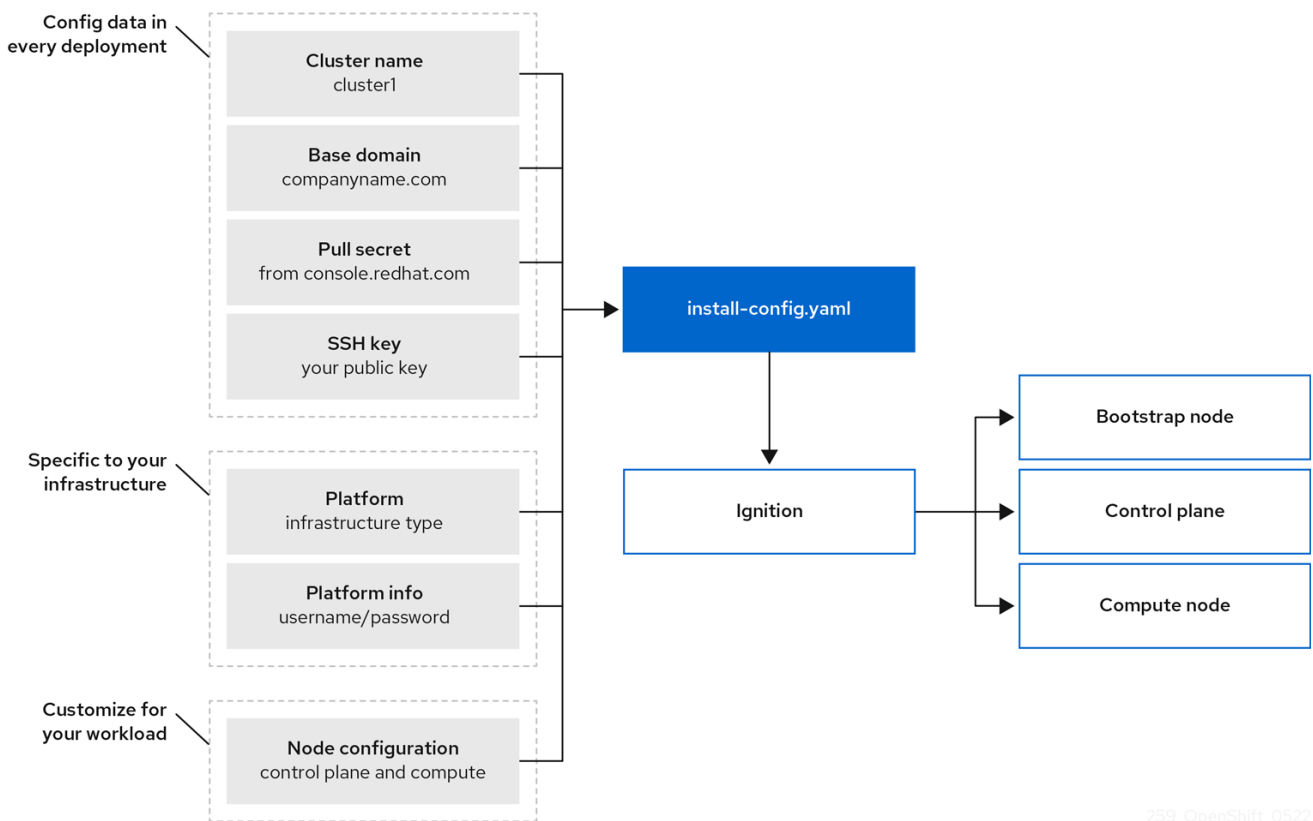 Config data in
every deployment
Cluster name
cluster1
Base domain
companyname.com
Pull secret
from console.redhat.com
SSH key
your public key
Specific to your
infrastructure
Platform
infrastructure type
Platform info
username/password
Customize for
your workload
Node configuration
control plane and compute
install-config.yaml
Ignition
Bootstrap node
Control plane
Compute node
259_OpenShift_0522